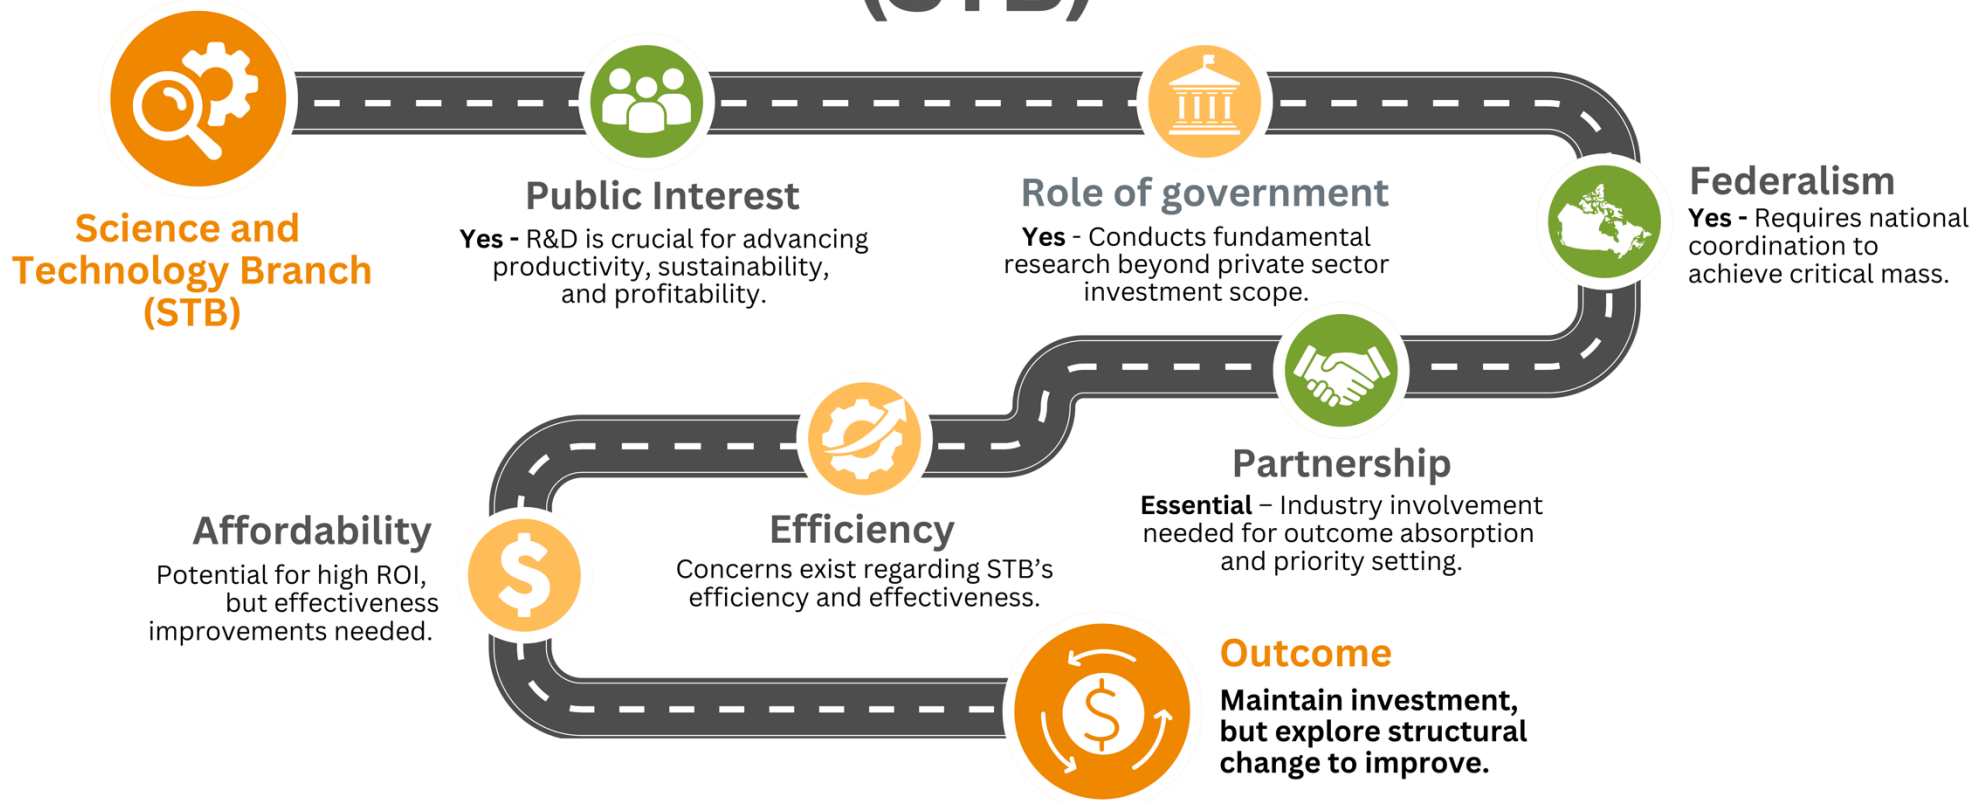 (STB)
Science and
Technology Branch
(STB)
Public Interest
Yes - R&D is crucial for advancing
productivity, sustainability,
and profitability.
Role of government
Yes - Conducts fundamental
research beyond private sector
investment scope.
Federalism
Yes - Requires national
coordination to
achieve critical mass.
Partnership
Essential – Industry involvement
needed for outcome absorption
and priority setting.
Efficiency
Concerns exist regarding STB’s
efficiency and effectiveness.
Affordability
Potential for high ROI,
but effectiveness
improvements needed.
Outcome
Maintain investment,
but explore structural
change to improve.